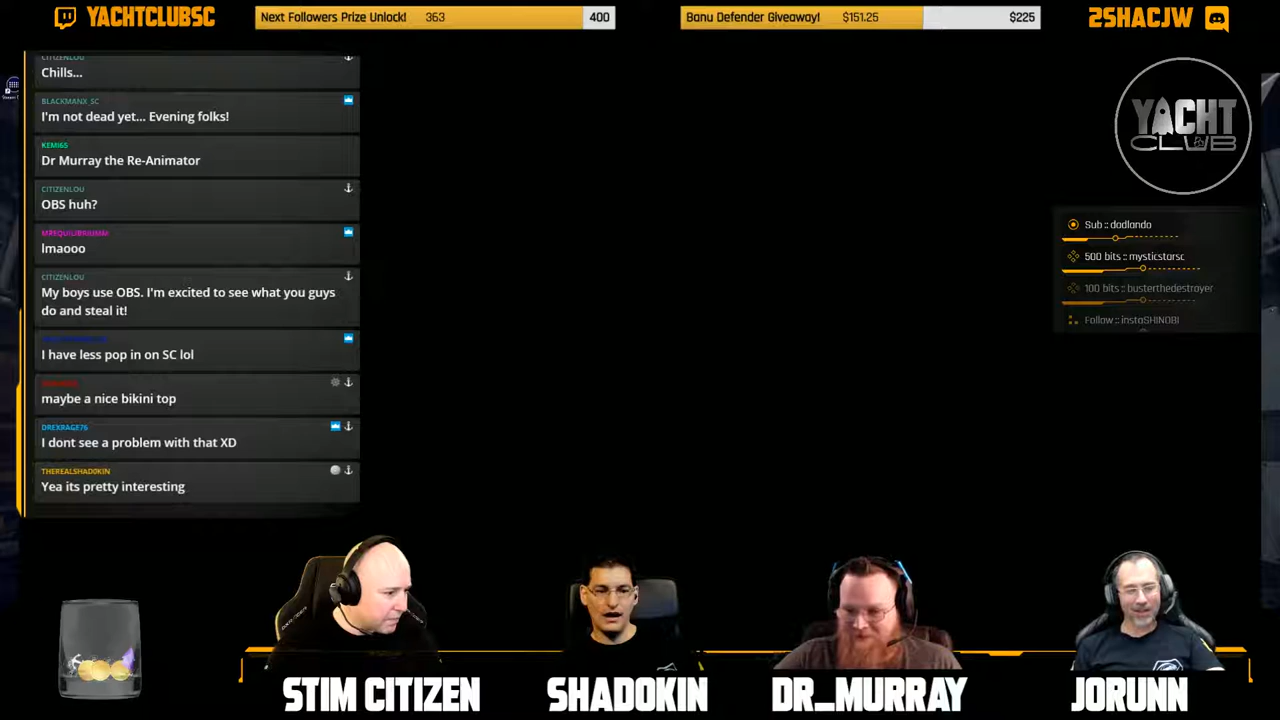 YACHTCLUBSC
Next Followers Prize Unlock! 363 400
Banu Defender Giveaway! $151.25 $225
2SHACJW
CITIZENLOU
Chills...
BLACKMANX_SC
I'm not dead yet... Evening folks!
KEMI65
Dr Murray the Re-Animator
CITIZENLOU
OBS huh?
MREQUILIBRIUMM
lmaooo
CITIZENLOU
My boys use OBS. I'm excited to see what you guys
do and steal it!
I have less pop in on SC lol
maybe a nice bikini top
DREXRAGE76
I dont see a problem with that XD
THEREALSHADOKIN
Yea its pretty interesting
YACHT
CLUB
Sub :: dadlando
500 bits :: mysticstarsc
100 bits :: busterthedestroyer
Follow :: instaSHINOBI
STIM CITIZEN
SHADOKIN
DR_MURRAY
JORUNN